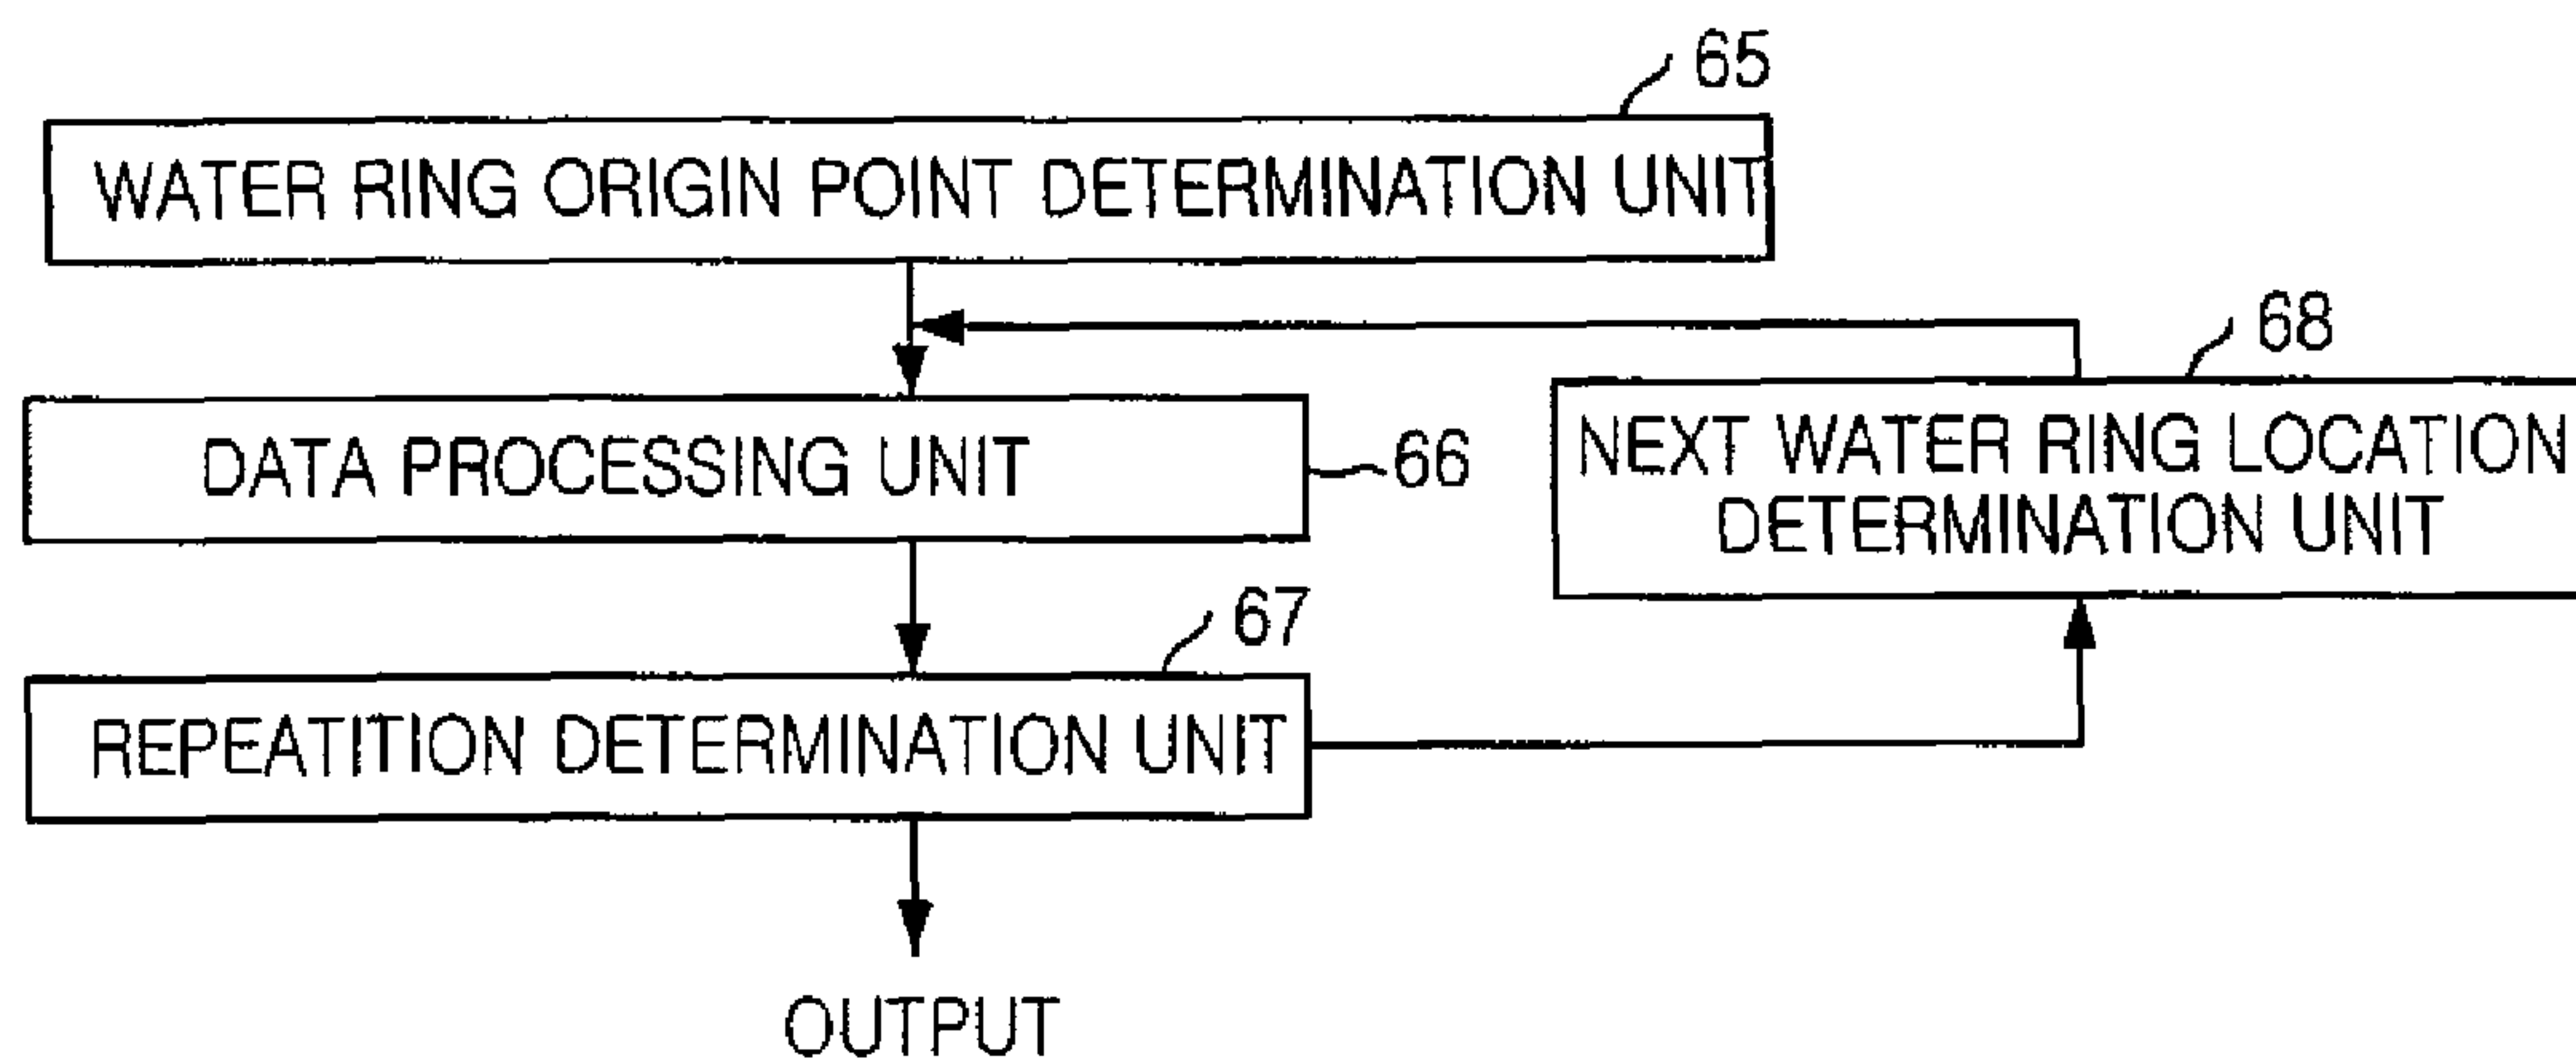 65
WATER RING ORIGIN POINT DETERMINATION UNIT
68
NEXT WATER RING LOCATION
DETERMINATION UNIT
DATA PROCESSING UNIT
66
67
REPEATITION DETERMINATION UNIT
OUTPUT